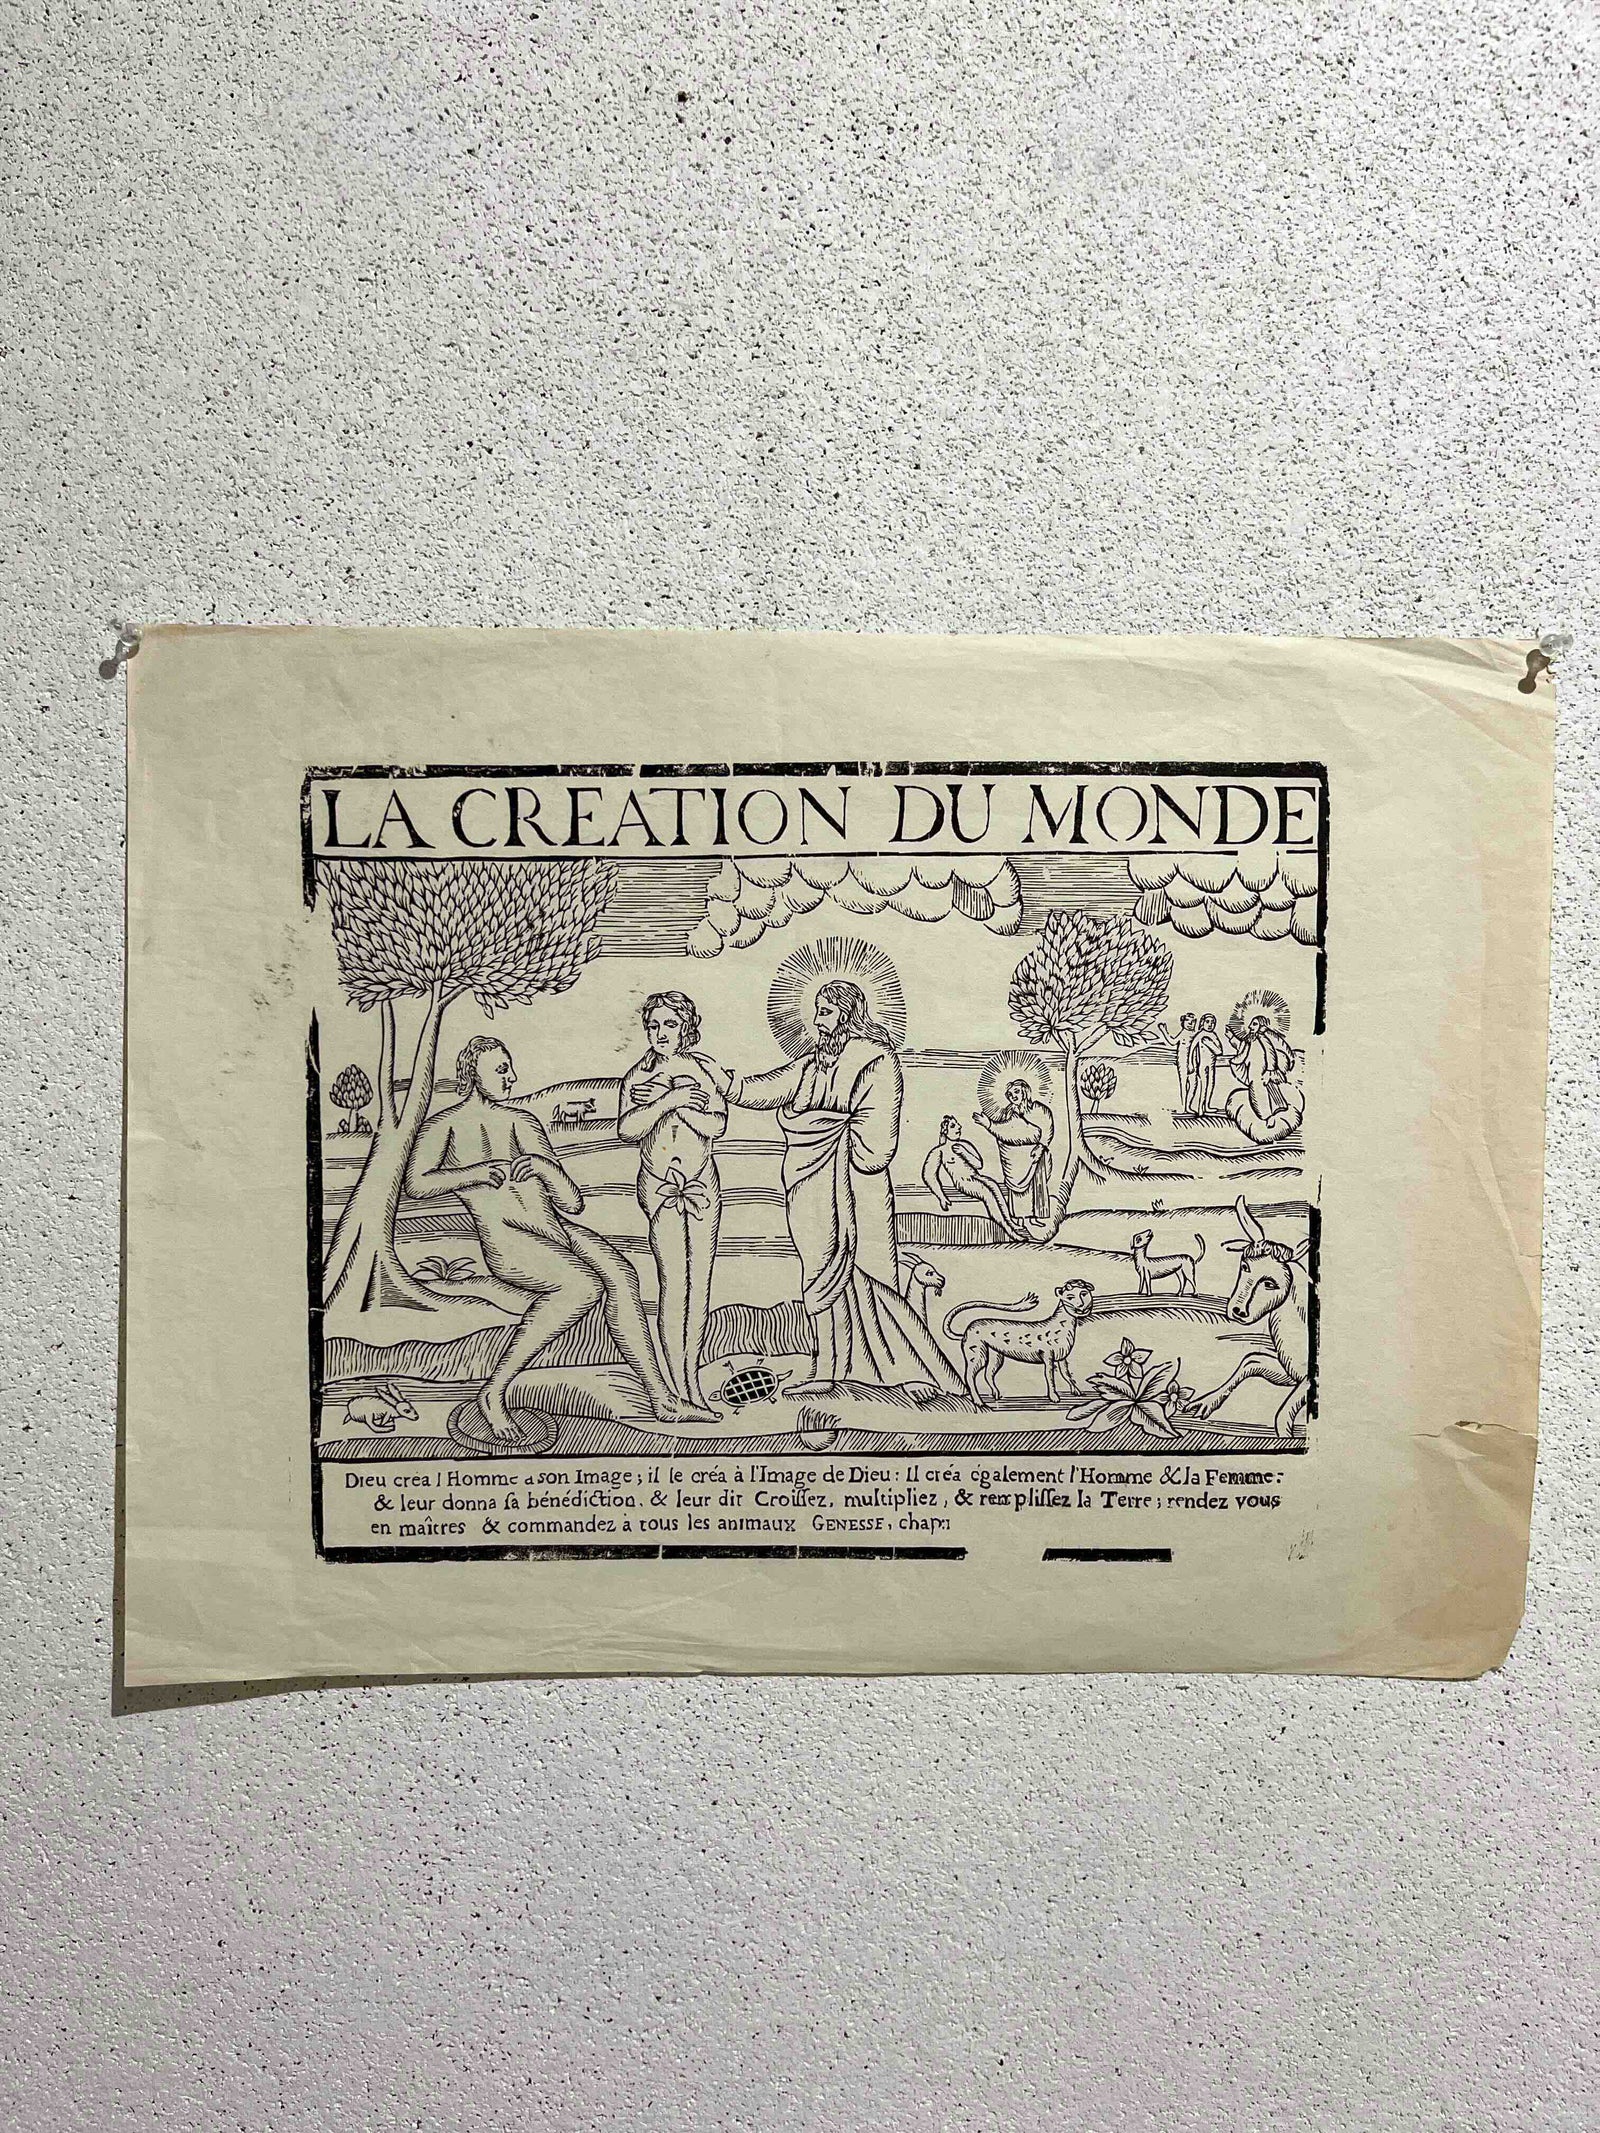 LA CREATION DU MONDE
Dieu créa l Homme a son Image ; il le créa à l'Image de Dieu : Il créa également l'Homme & la Femme :
& leur donna ſa bénédiction. & leur dit Croiſſez, multipliez, & rempliſſez la Terre ; rendez vous
en maîtres & commandez à tous les animaux GENESSE, chap. 1